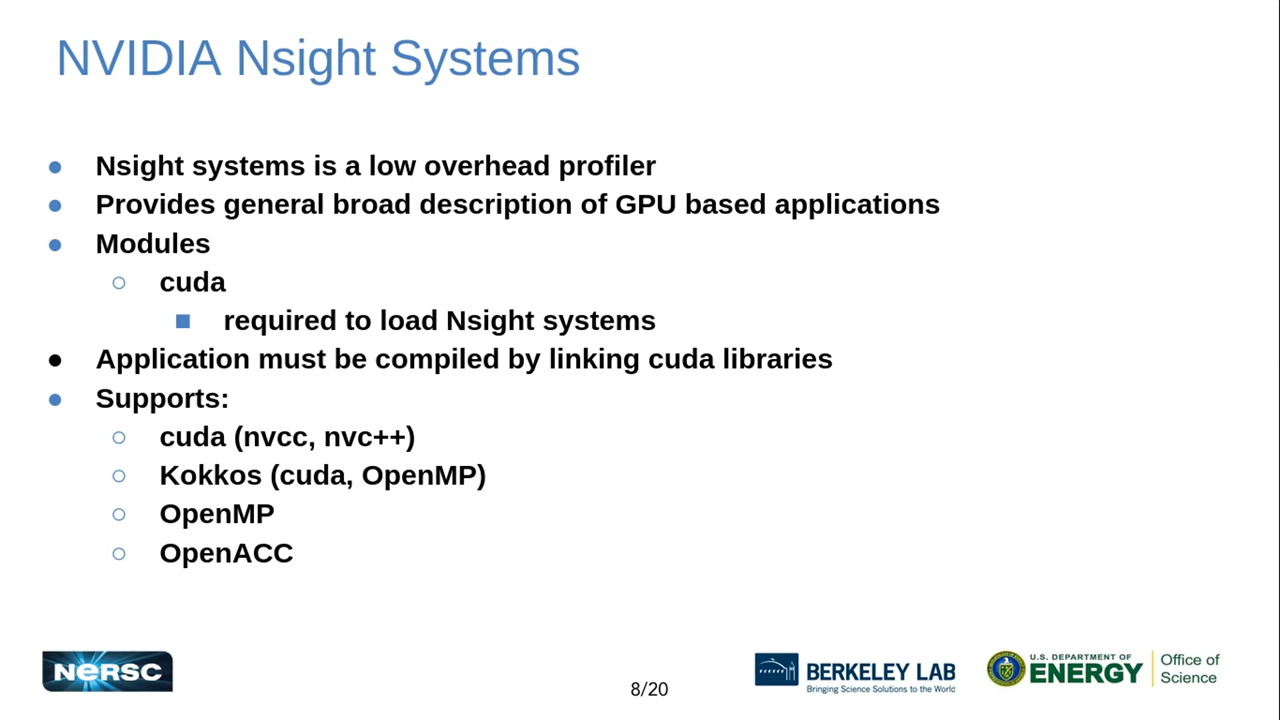 NVIDIA Nsight Systems
● Nsight systems is a low overhead profiler
● Provides general broad description of GPU based applications
● Modules
○ cuda
■ required to load Nsight systems
● Application must be compiled by linking cuda libraries
● Supports:
○ cuda (nvcc, nvc++)
○ Kokkos (cuda, OpenMP)
○ OpenMP
○ OpenACC
NERSC
8/20
BERKELEY LAB
Bringing Science Solutions to the World
U.S. DEPARTMENT OF
ENERGY
Office of
Science